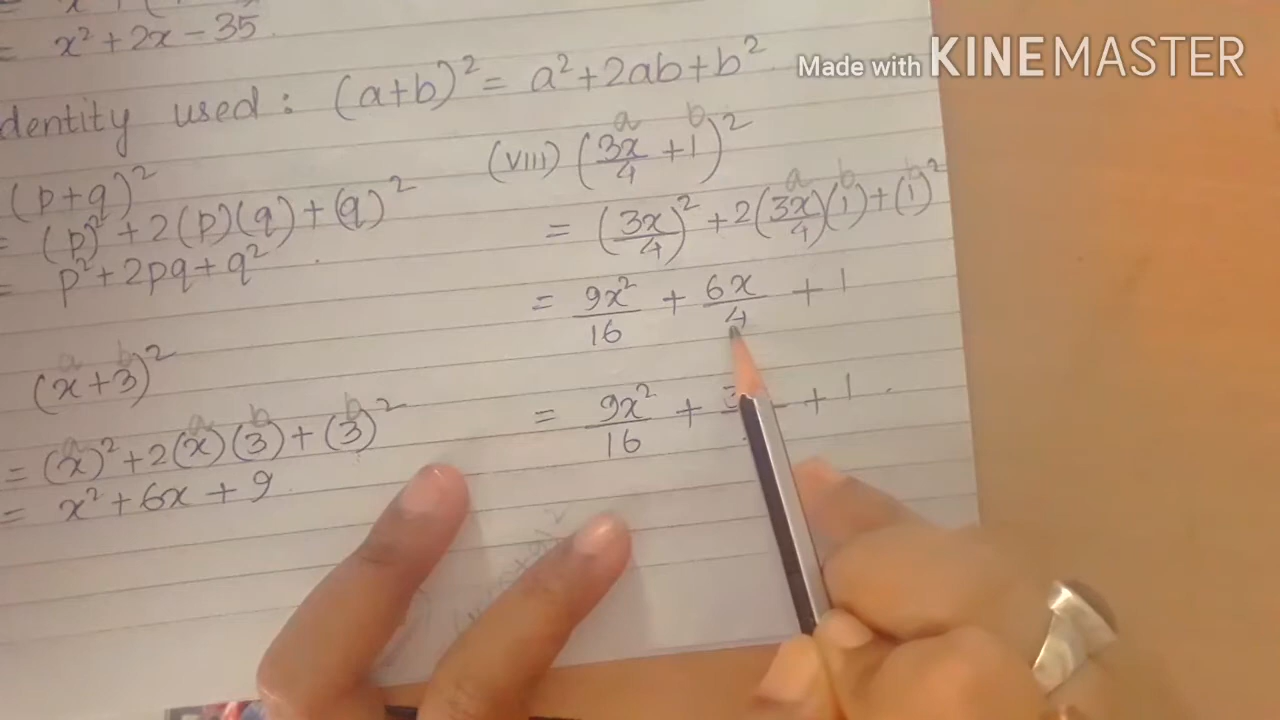 = x² + 2x - 35
Made with KINEMASTER
dentity used : (a+b)² = a² + 2ab + b²
(p+q)²
= (p)² + 2(p)(q) + (q)²
= p² + 2pq + q²
a b
(x+3)²
a a b b
= (x)² + 2(x)(3) + (3)²
= x² + 6x + 9
a b
(VIII) (3x/4 + 1)²
a b b
= (3x/4)² + 2(3x/4)(1) + (1)²
= 9x²/16 + 6x/4 + 1
= 9x²/16 + + 1